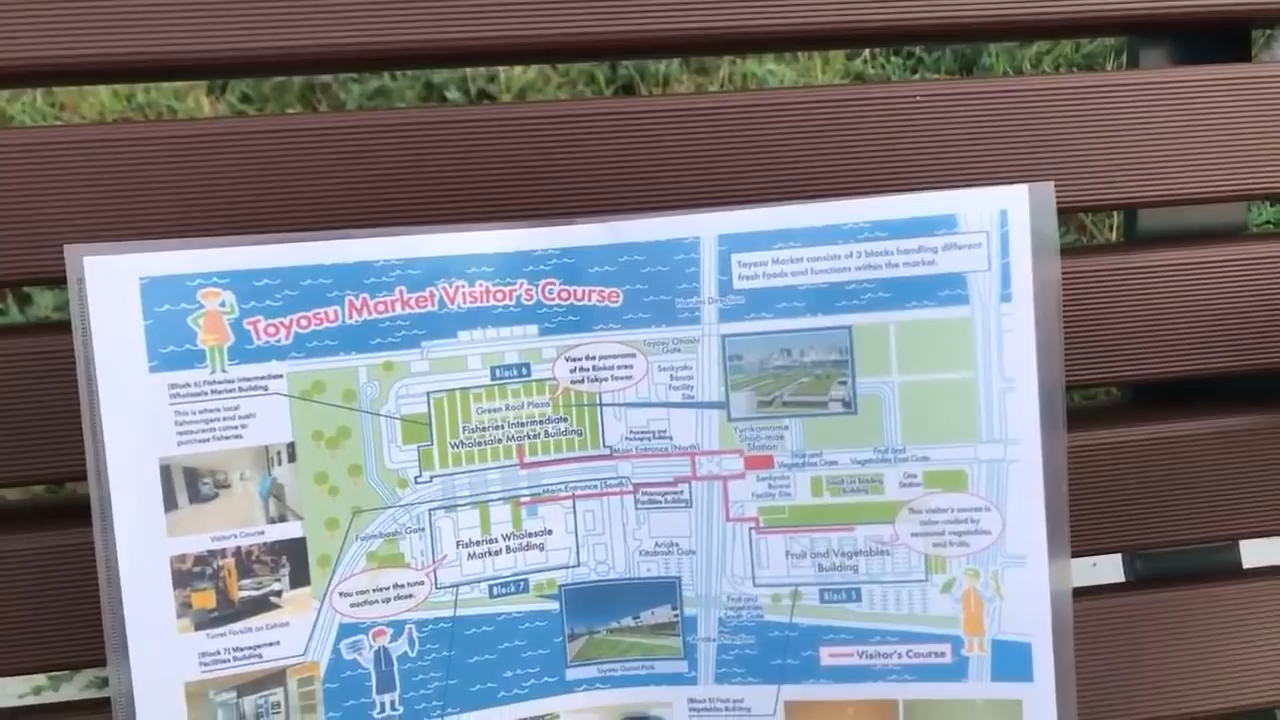 Toyosu Market Visitor's Course
Toyosu Market consists of 3 blocks handling different
fresh foods and functions within the market.
Harumi Direction
[Block 6] Fisheries Intermediate
Wholesale Market Building
This is where local
fishmongers and sushi
restaurants come to
purchase fisheries.
Visitor's Course
Turret Forklift on Exhibit
[Block 7] Management
Facilities Building
Block 6
View the panorama
of the Rinkai area
and Tokyo Tower.
Toyosu Ohashi
Gate
Senkyaku
Banrai
Facility
Site
Green Roof Plaza
Fisheries Intermediate
Wholesale Market Building
Processing and
Packaging Building
Main Entrance (North)
Yurikamome
Shijō-mae
Station
Fruit and
Vegetables Gate
Fruit and
Vegetables East Gate
Main Entrance (South)
Management
Facilities Building
Senkyaku
Banrai
Facility Site
Small Lot Bundling
Building
Gas
Station
Fujimibashi Gate
Fisheries Wholesale
Market Building
Ariake
Kitabashi Gate
Fruit and Vegetables
Building
This visitor's course is
color-coded by
seasonal vegetables
and fruits.
You can view the tuna
auction up close.
Block 7
Block 5
Fruit and
Vegetables
South Gate
Ariake Direction
Toyosu Gururi Park
Visitor's Course
[Block 5] Fruit and
Vegetables Building